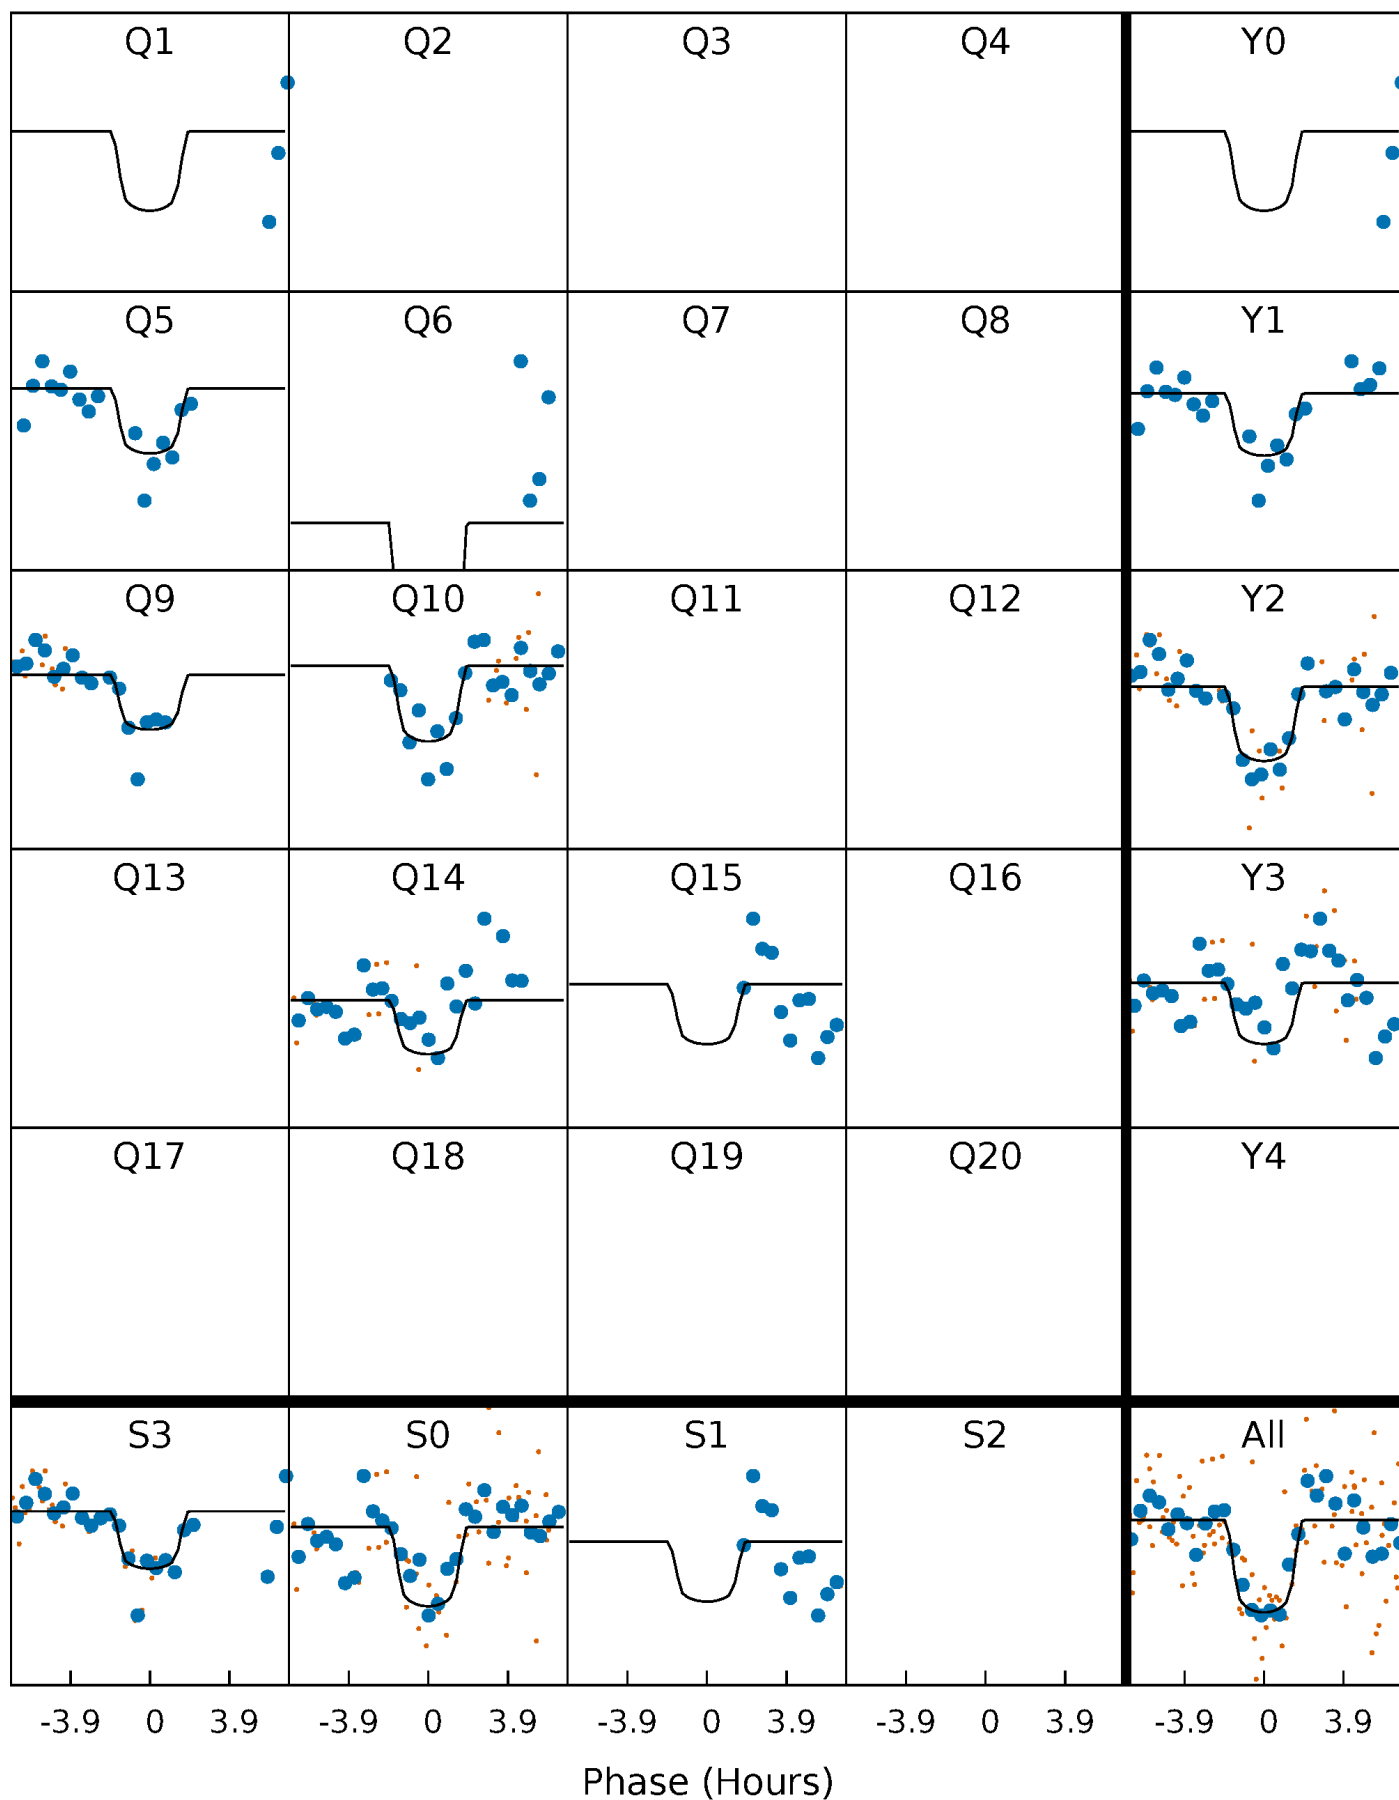 Q1 Q2 Q3 Q4 Y0
Q5 Q6 Q7 Q8 Y1
Q9 Q10 Q11 Q12 Y2
Q13 Q14 Q15 Q16 Y3
Q17 Q18 Q19 Q20 Y4
S3 S0 S1 S2 All
-3.9 0 3.9 -3.9 0 3.9 -3.9 0 3.9 -3.9 0 3.9 -3.9 0 3.9
Phase (Hours)